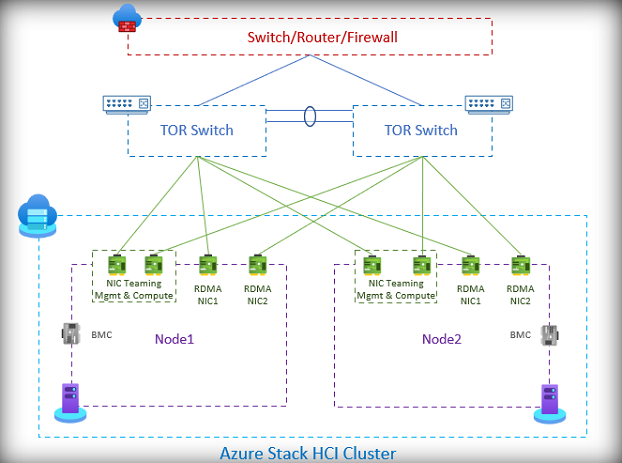 Switch/Router/Firewall
TOR Switch
TOR Switch
NIC Teaming
Mgmt & Compute
RDMA
NIC1
RDMA
NIC2
NIC Teaming
Mgmt & Compute
RDMA
NIC1
RDMA
NIC2
BMC
Node1
Node2
BMC
Azure Stack HCI Cluster